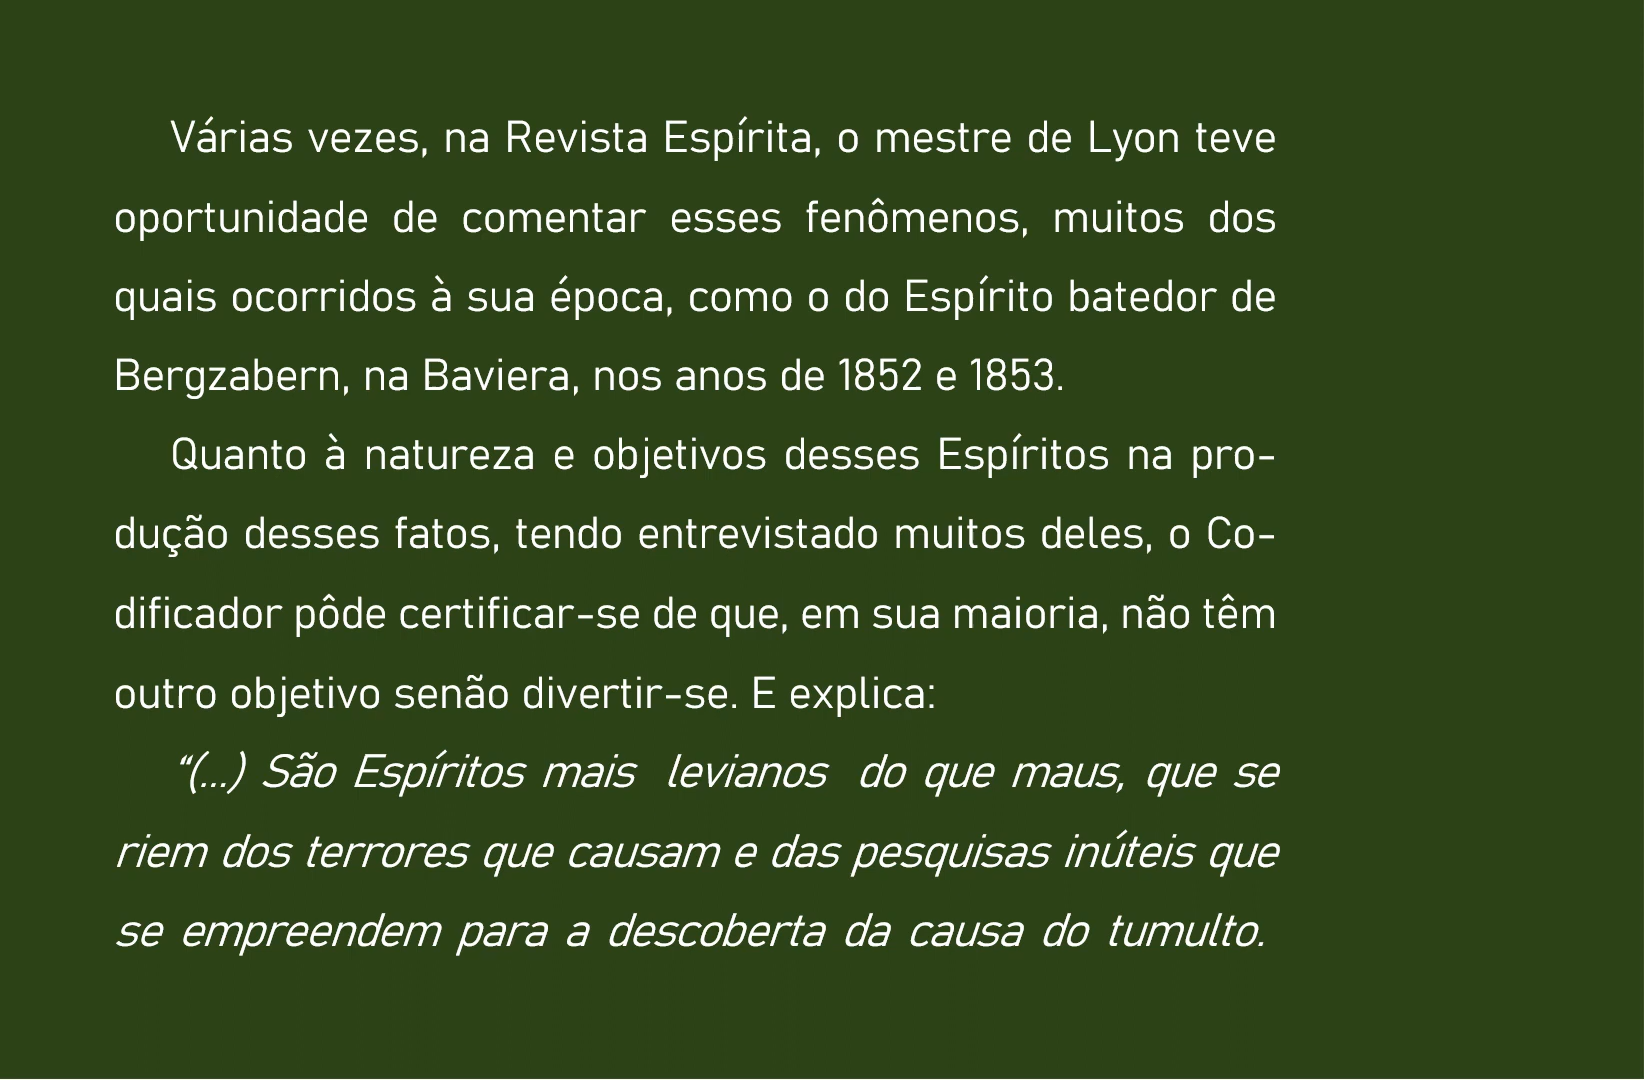 Várias vezes, na Revista Espírita, o mestre de Lyon teve
oportunidade de comentar esses fenômenos, muitos dos
quais ocorridos à sua época, como o do Espírito batedor de
Bergzabern, na Baviera, nos anos de 1852 e 1853.
Quanto à natureza e objetivos desses Espíritos na pro-
dução desses fatos, tendo entrevistado muitos deles, o Co-
dificador pôde certificar-se de que, em sua maioria, não têm
outro objetivo senão divertir-se. E explica:
“(...) São Espíritos mais levianos do que maus, que se
riem dos terrores que causam e das pesquisas inúteis que
se empreendem para a descoberta da causa do tumulto.